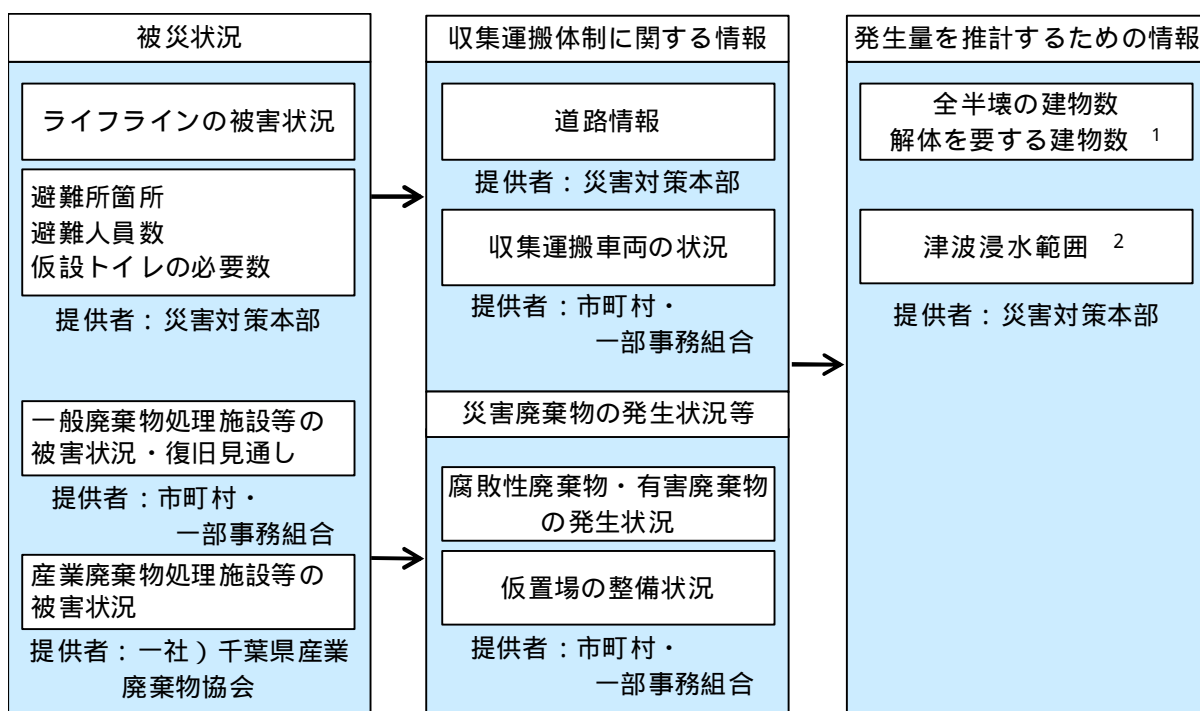 被災状況
ライフラインの被害状況
避難所箇所
避難人員数
仮設トイレの必要数
提供者：災害対策本部
一般廃棄物処理施設等の
被害状況・復旧見通し
提供者：市町村・
一部事務組合
産業廃棄物処理施設等の
被害状況
提供者：一社）千葉県産業
廃棄物協会
収集運搬体制に関する情報
道路情報
提供者：災害対策本部
収集運搬車両の状況
提供者：市町村・
一部事務組合
災害廃棄物の発生状況等
腐敗性廃棄物・有害廃棄物
の発生状況
仮置場の整備状況
提供者：市町村・
一部事務組合
発生量を推計するための情報
全半壊の建物数
解体を要する建物数 1
津波浸水範囲 2
提供者：災害対策本部